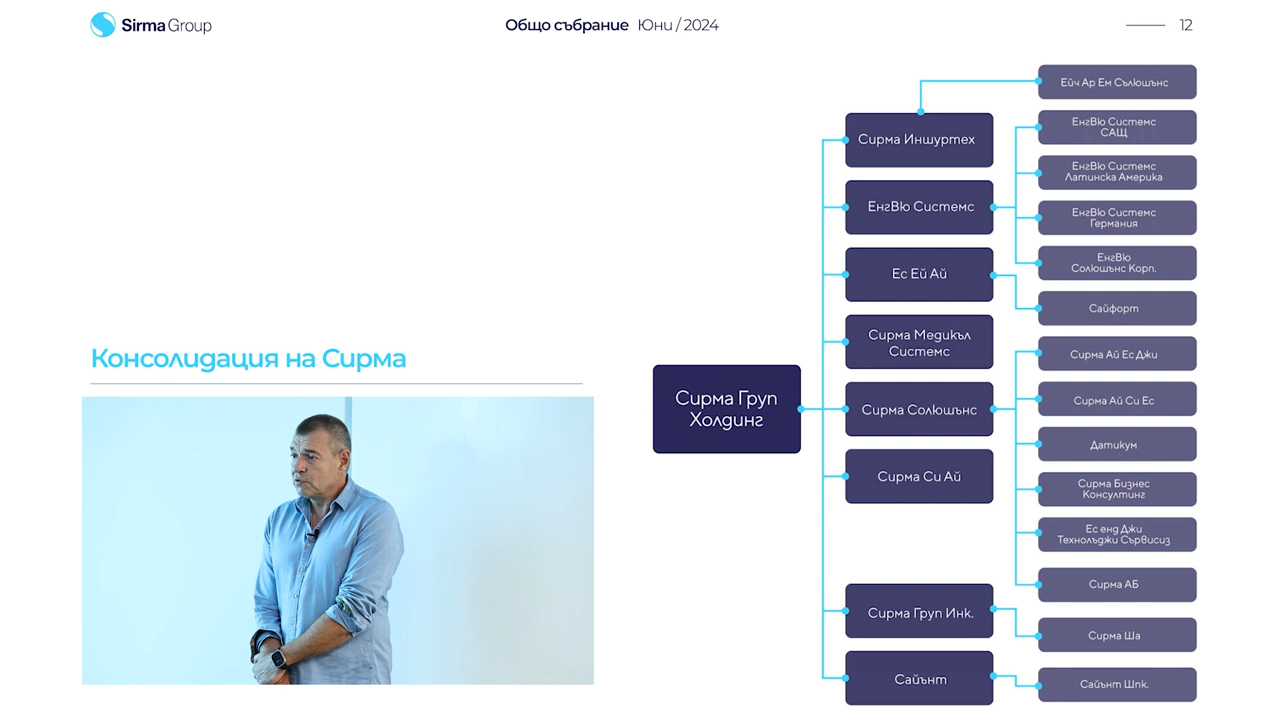 Sirma Group
Общо събрание Юни / 2024
12
Консолидация на Сирма
Сирма Груп
Холдинг
Сирма Иншуртех
ЕнгВю Системс
Ес Ей Ай
Сирма Медикъл
Системс
Сирма Солюшънс
Сирма Си Ай
Сирма Груп Инк.
Сайънт
Ейч Ар Ем Сълюшънс
ЕнгВю Системс
САЩ
ЕнгВю Системс
Латинска Америка
ЕнгВю Системс
Германия
ЕнгВю
Солюшънс Корп.
Сайфорт
Сирма Ай Ес Джи
Сирма Ай Си Ес
Датикум
Сирма Бизнес
Консултинг
Ес енд Джи
Технолъджи Сървисиз
Сирма АБ
Сирма Ша
Сайънт Шпк.